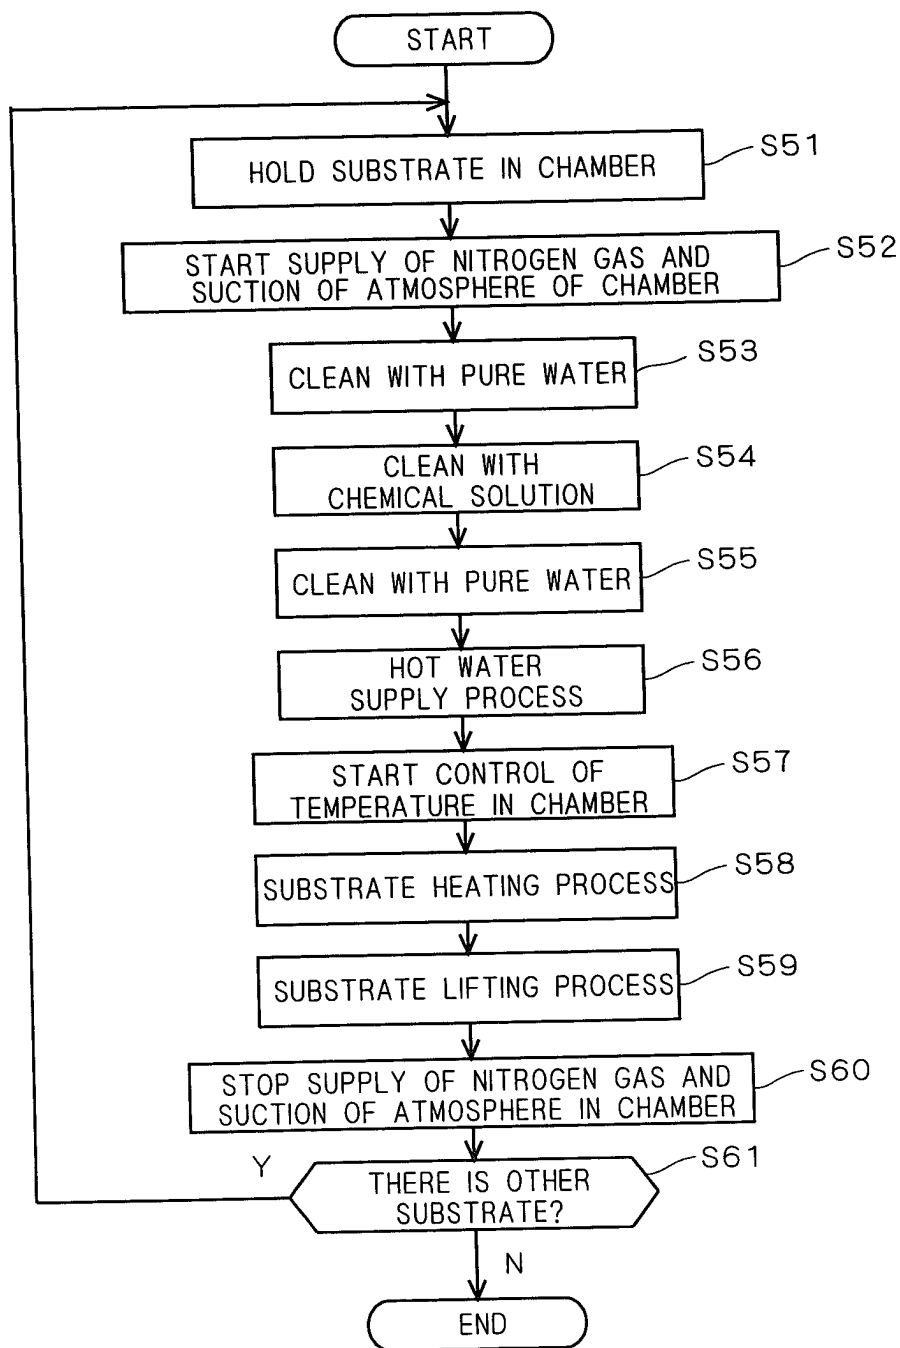 START
HOLD SUBSTRATE IN CHAMBER
S51
START SUPPLY OF NITROGEN GAS AND
SUCTION OF ATMOSPHERE OF CHAMBER
S52
CLEAN WITH PURE WATER
S53
CLEAN WITH
CHEMICAL SOLUTION
S54
CLEAN WITH PURE WATER
S55
HOT WATER
SUPPLY PROCESS
S56
START CONTROL OF
TEMPERATURE IN CHAMBER
S57
SUBSTRATE HEATING PROCESS
S58
SUBSTRATE LIFTING PROCESS
S59
STOP SUPPLY OF NITROGEN GAS AND
SUCTION OF ATMOSPHERE IN CHAMBER
S60
Y
THERE IS OTHER
SUBSTRATE?
S61
N
END